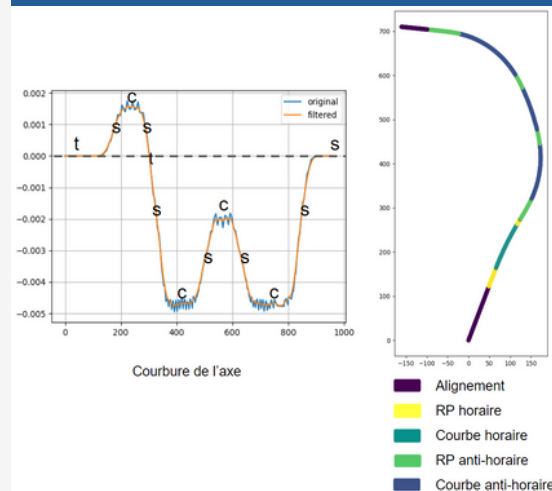 0.002
0.001
0.000
−0.001
−0.002
−0.003
−0.004
−0.005
0
200
400
600
800
1000
original
filtered
t
s
c
s
t
s
c
s
c
s
c
s
s
Courbure de l'axe
700
600
500
400
300
200
100
0
−150
−100
−50
0
50
100
150
Alignement
RP horaire
Courbe horaire
RP anti-horaire
Courbe anti-horaire